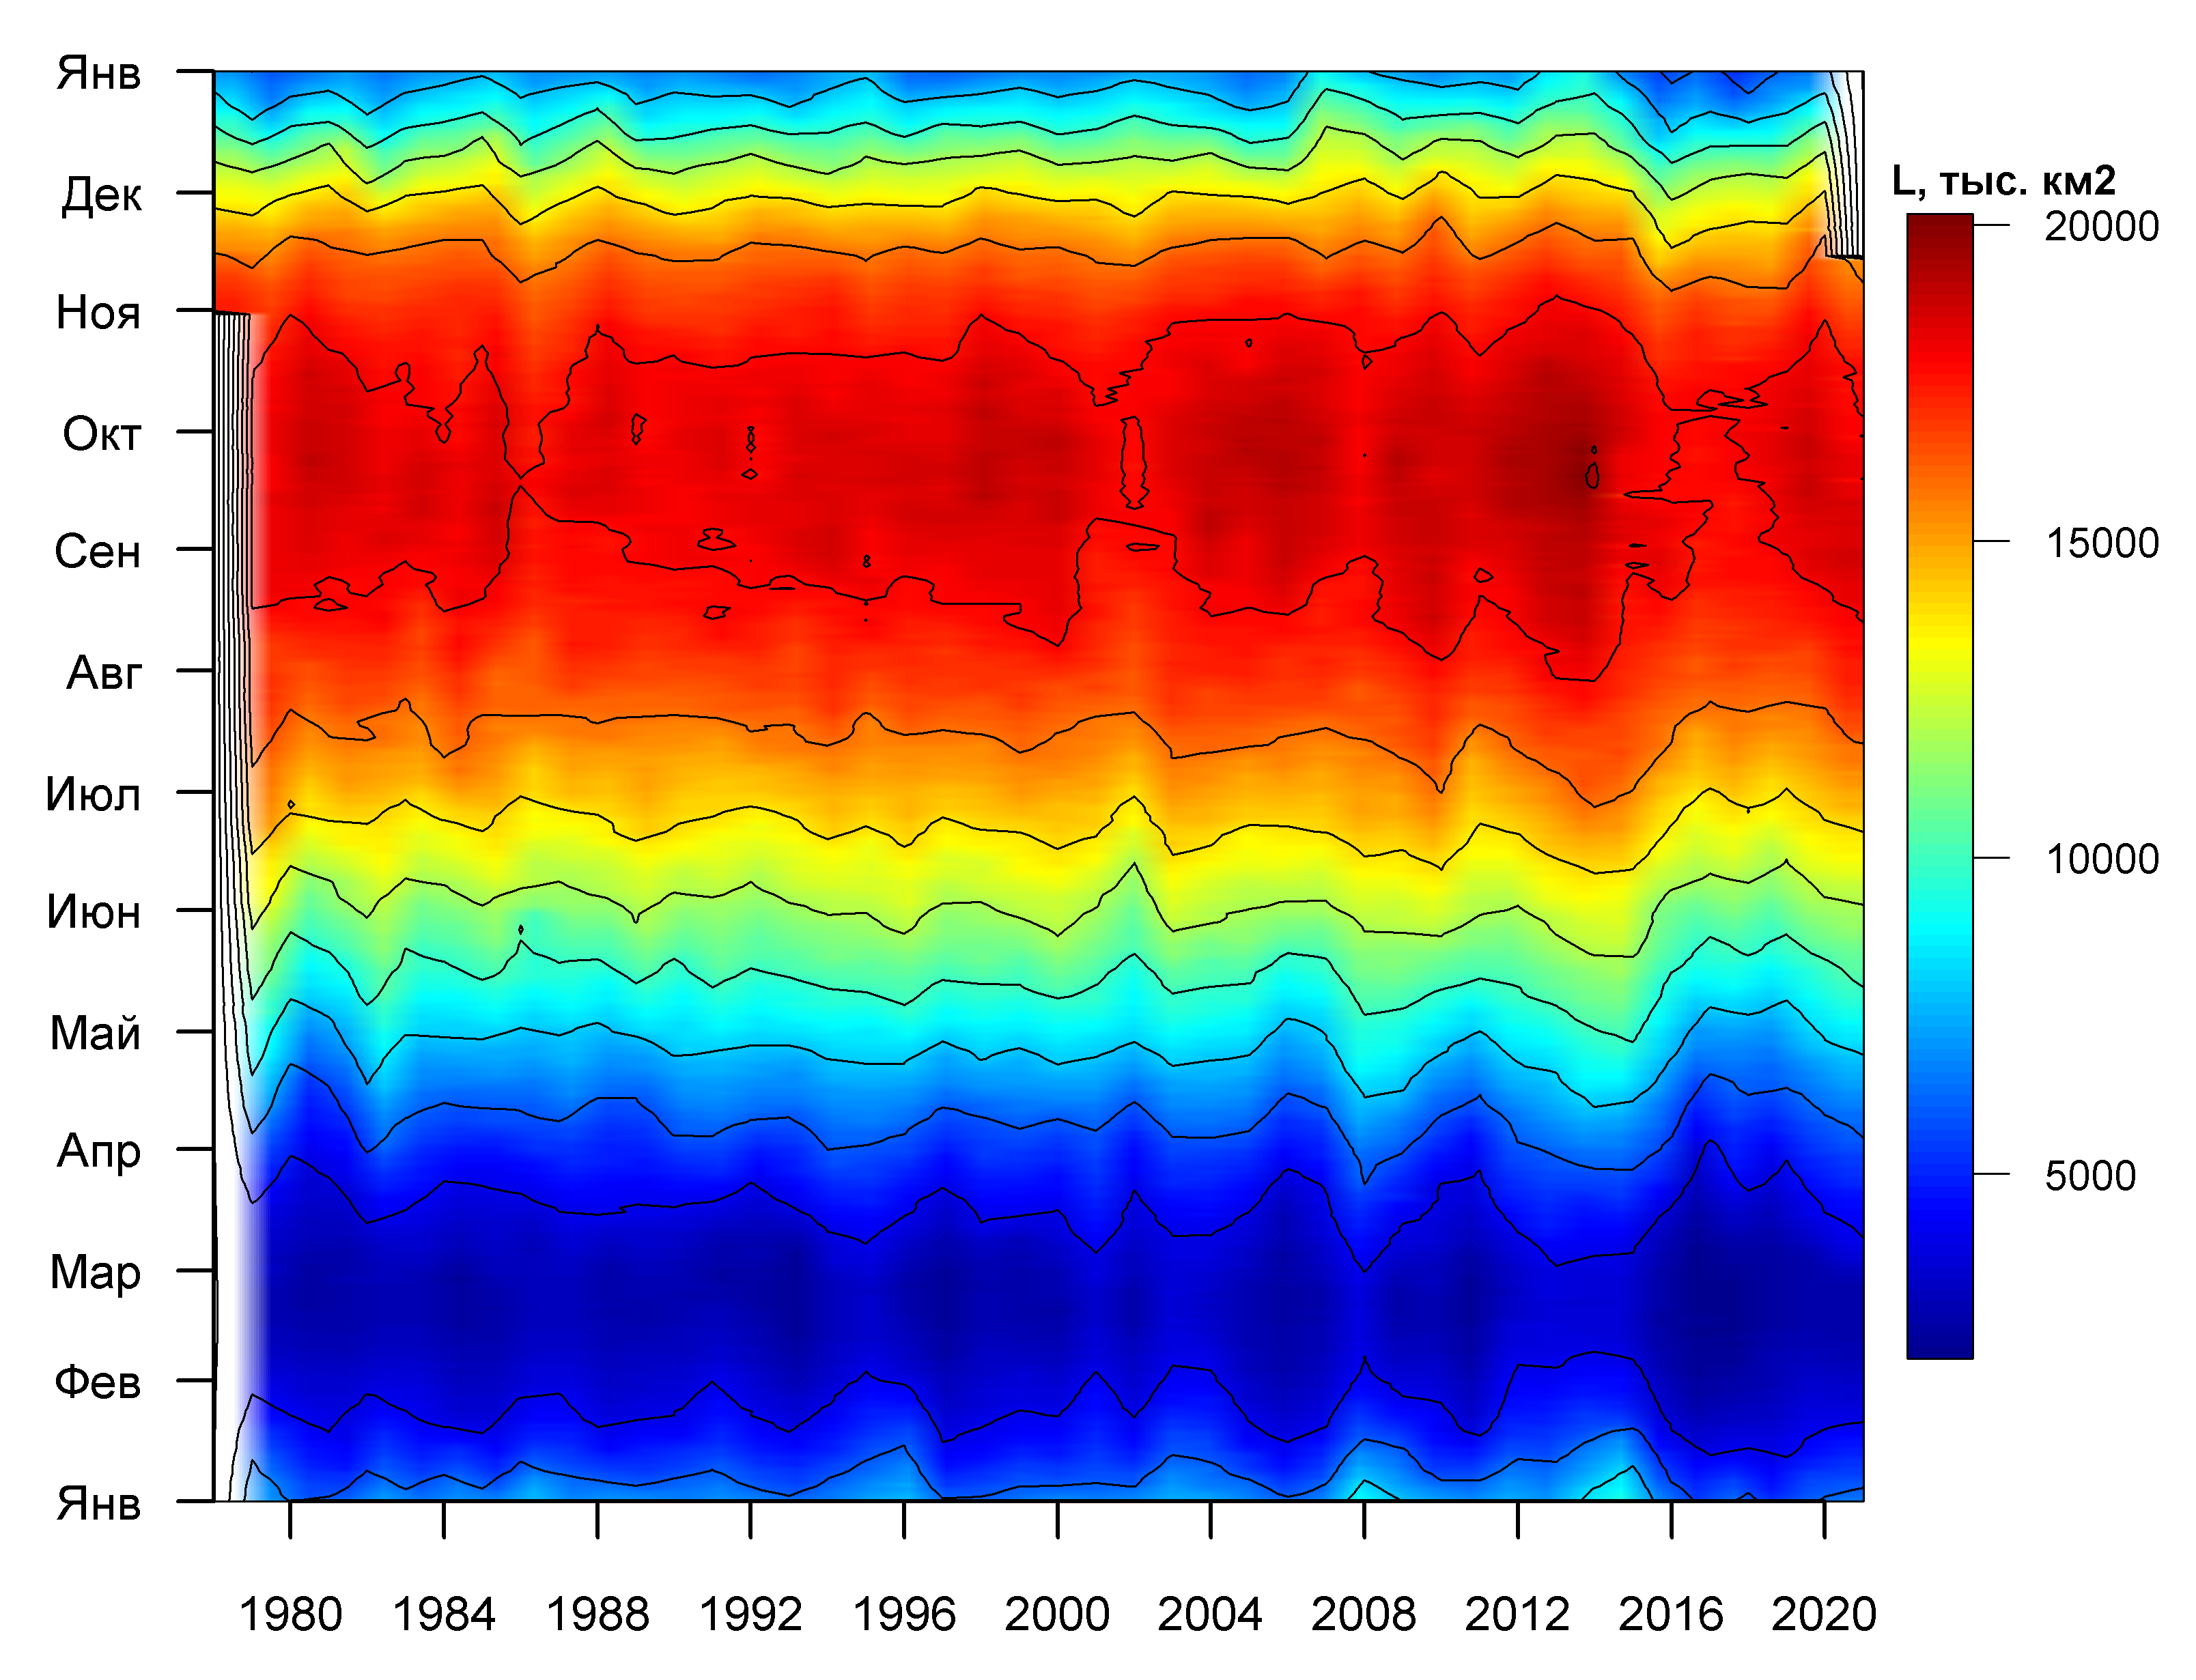 Янв
Дек
Ноя
Окт
Сен
Авг
Июл
Июн
Май
Апр
Мар
Фев
Янв
1980 1984 1988 1992 1996 2000 2004 2008 2012 2016 2020
L, тыс. км2
20000
15000
10000
5000